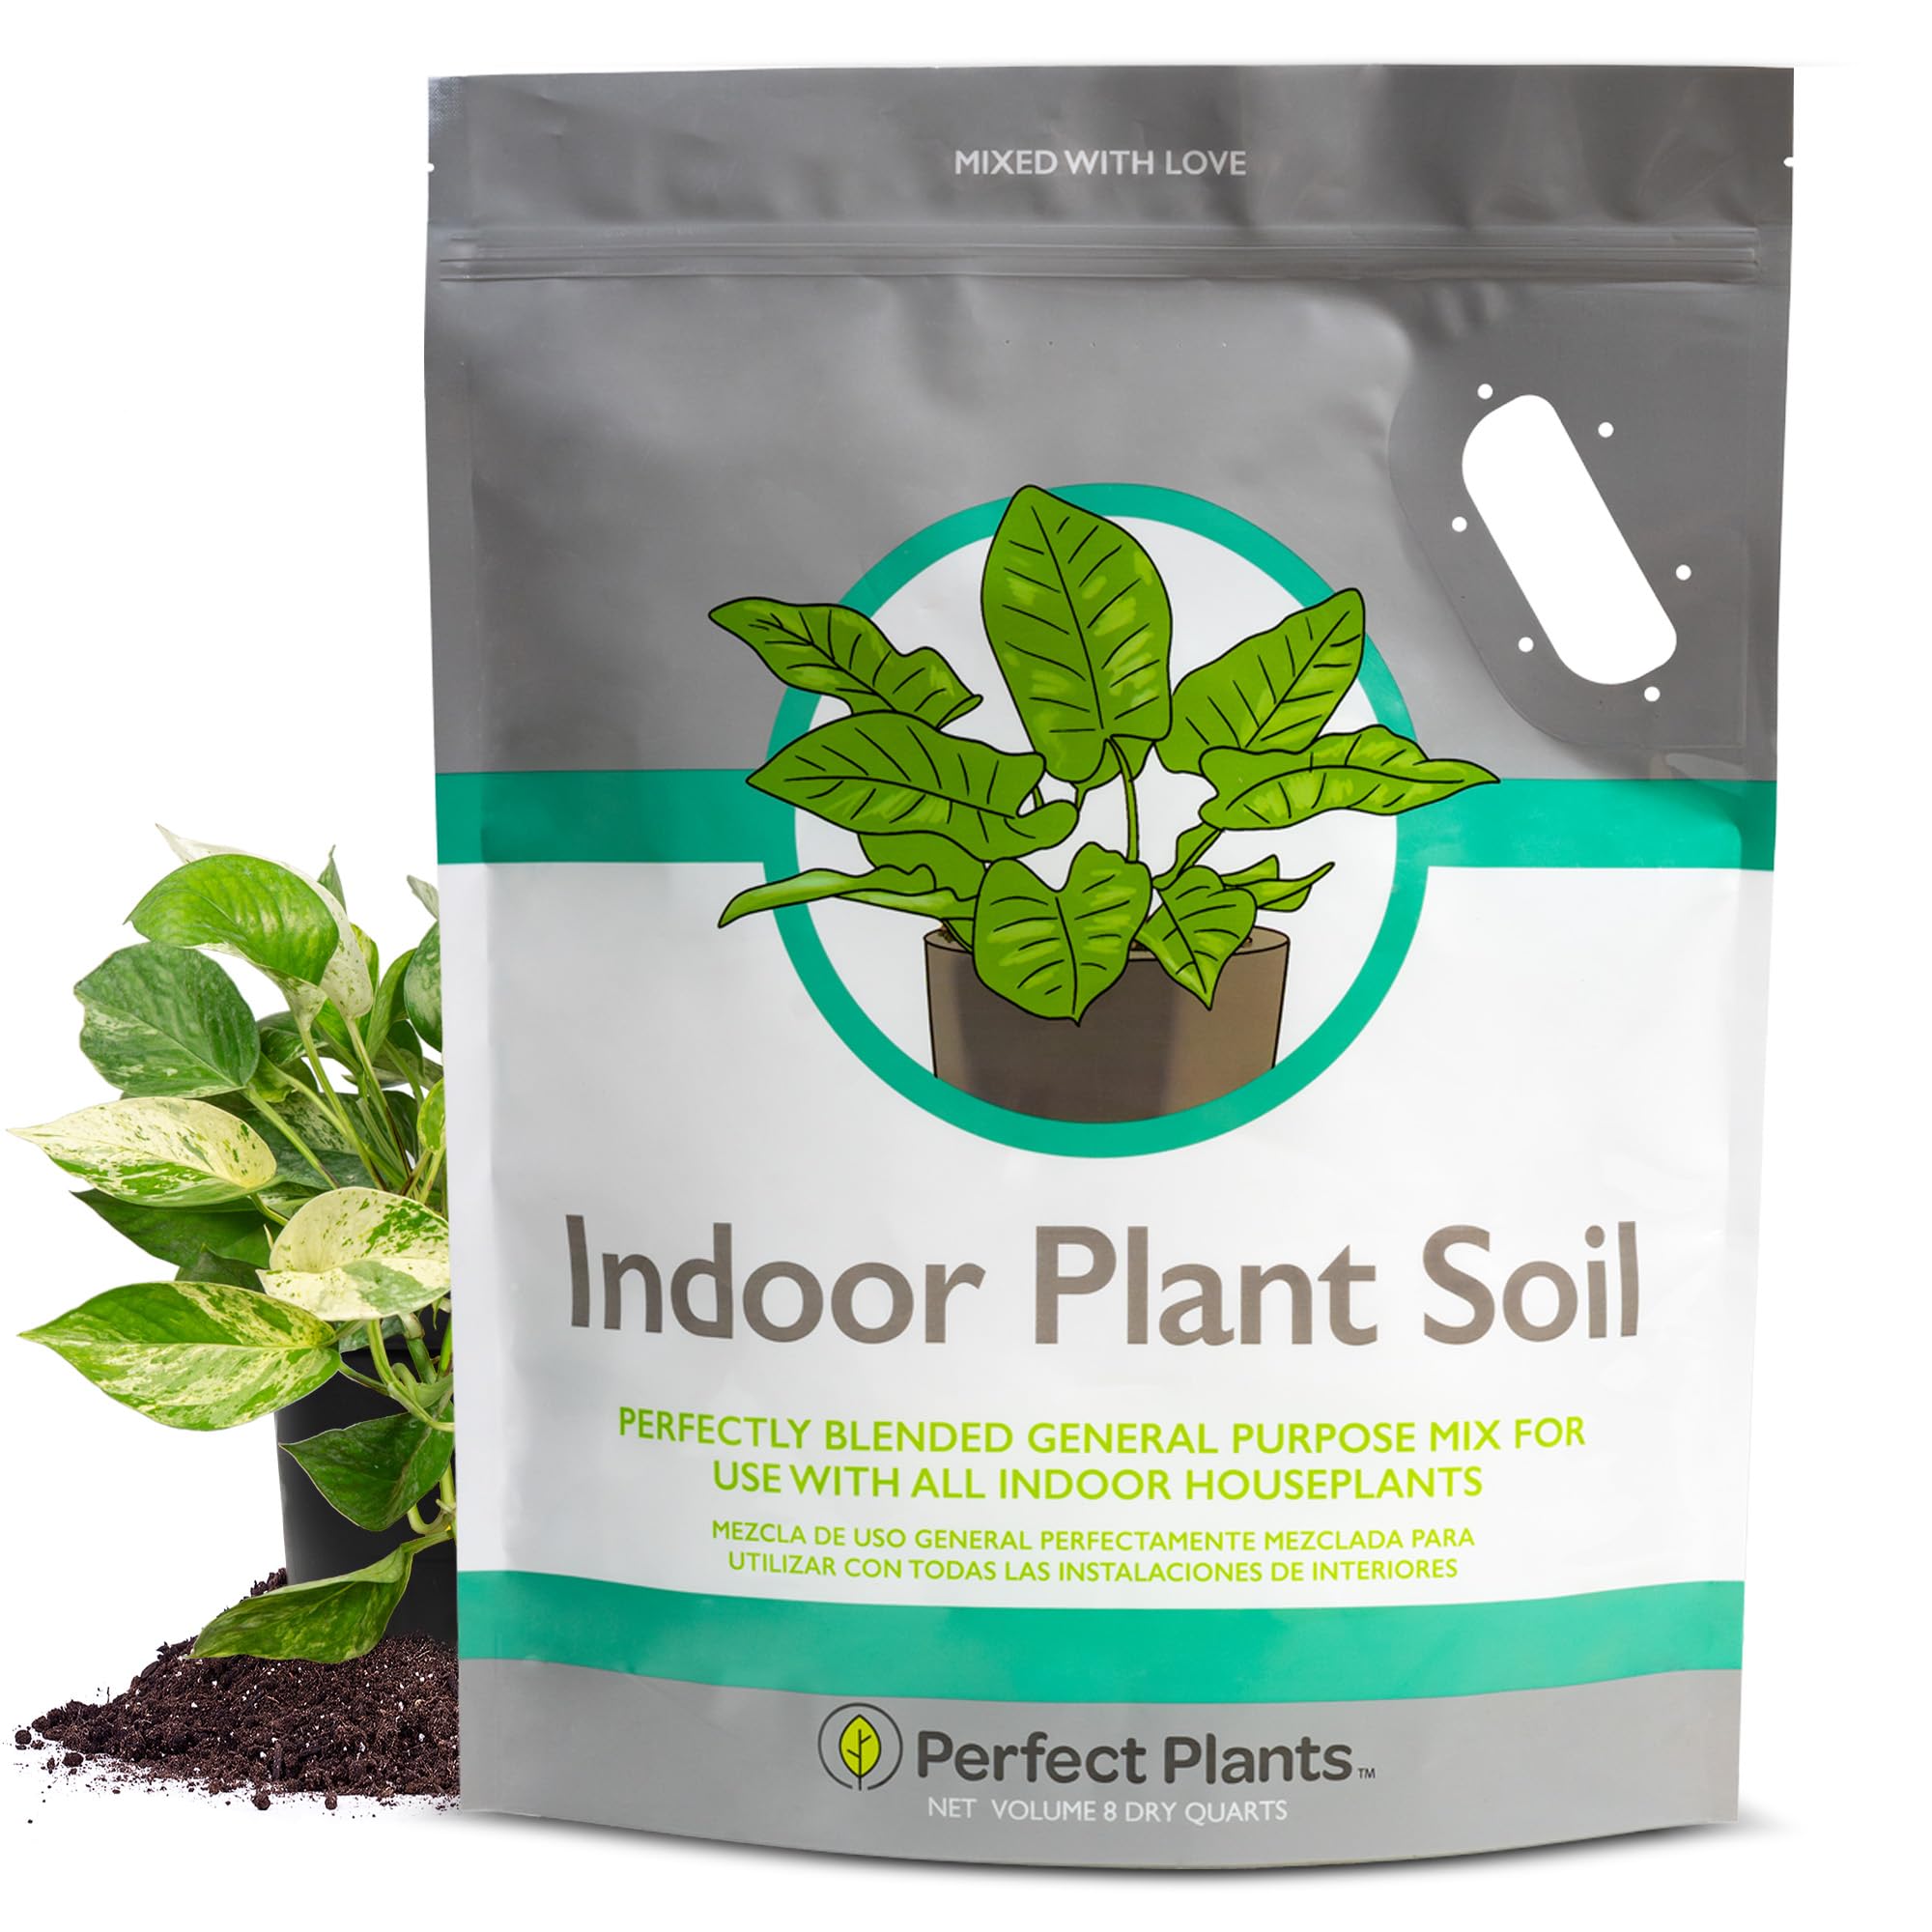 MIXED WITH LOVE
Indoor Plant Soil
PERFECTLY BLENDED GENERAL PURPOSE MIX FOR
USE WITH ALL INDOOR HOUSEPLANTS
MEZCLA DE USO GENERAL PERFECTAMENTE MEZCLADA PARA
UTILIZAR CON TODAS LAS INSTALACIONES DE INTERIORES
Perfect Plants™
NET VOLUME 8 DRY QUARTS